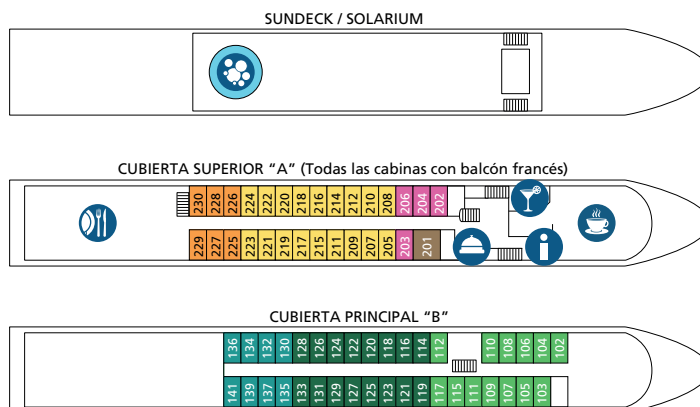 SUNDECK / SOLARIUM
CUBIERTA SUPERIOR “A” (Todas las cabinas con balcón francés)
230 228 226 224 222 220 218 216 214 212 210 208 206 204 202
229 227 225 223 221 219 217 215 211 209 207 205 203 201
CUBIERTA PRINCIPAL “B”
136 134 132 130 128 126 124 122 120 118 116 114 112 110 108 106 104 102
141 139 137 135 133 131 129 127 125 123 121 119 117 115 111 109 107 105 103